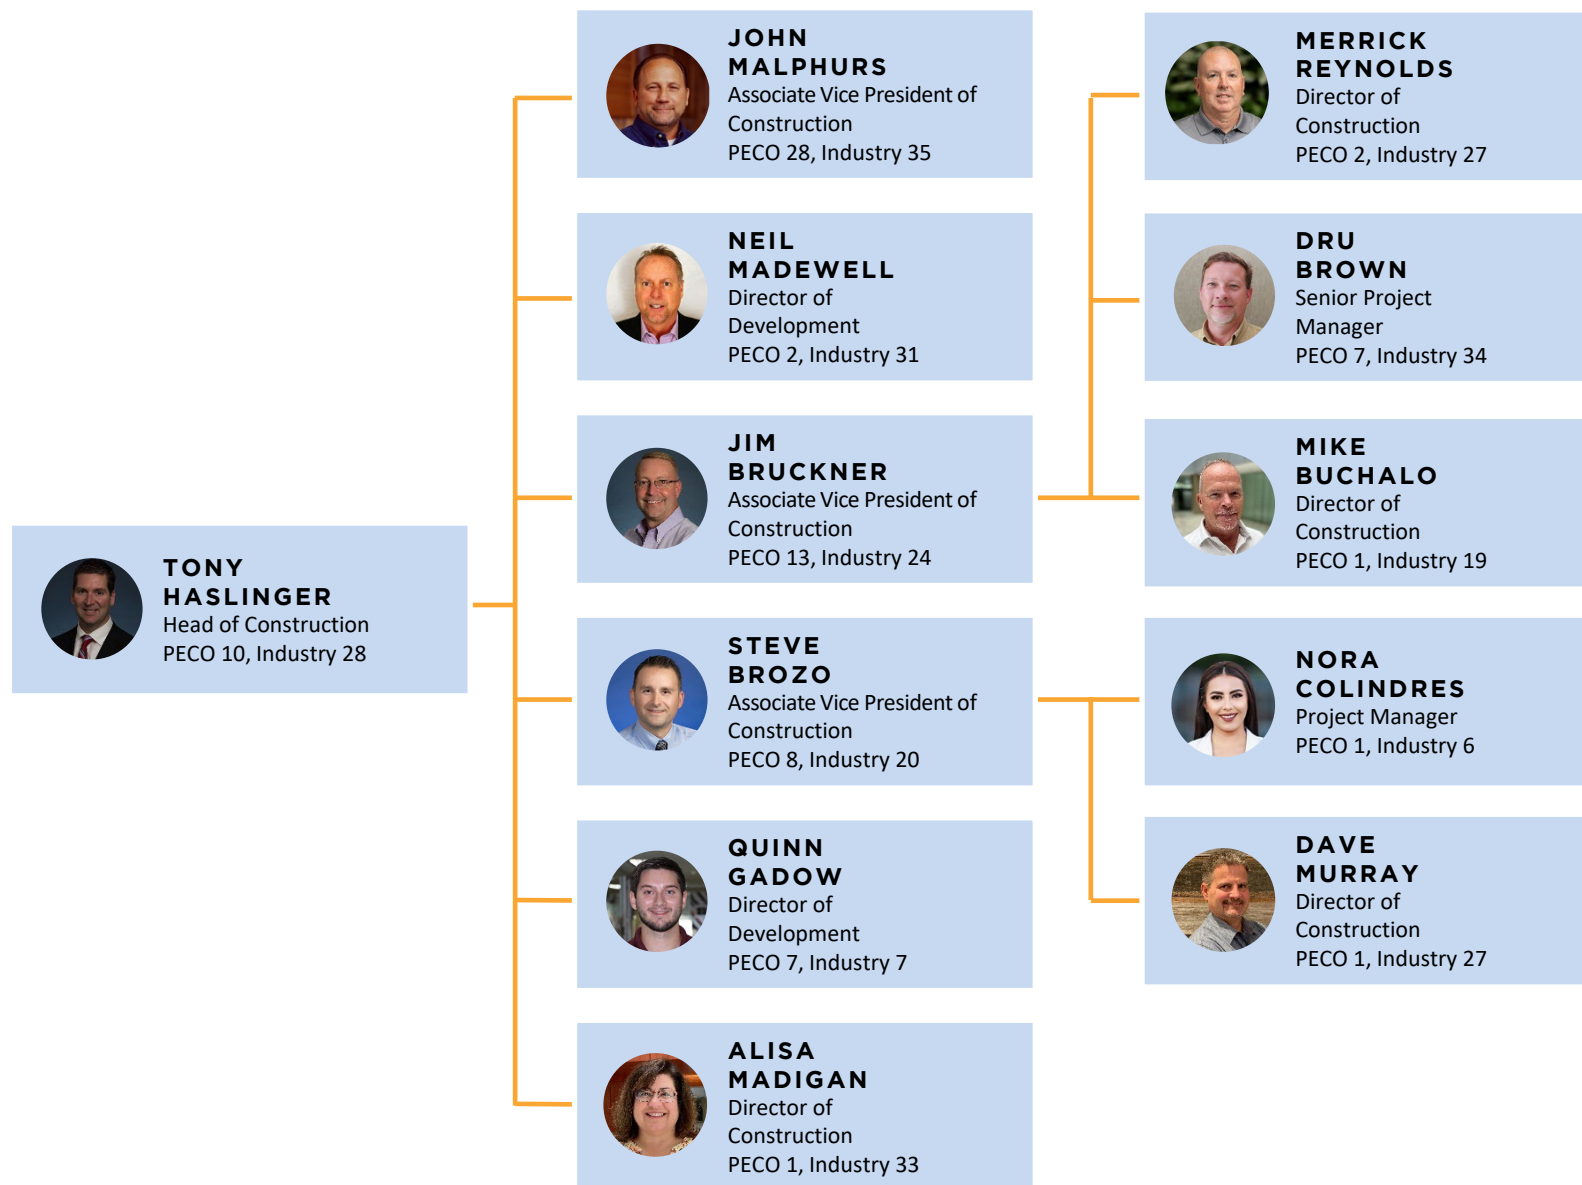 TONY
HASLINGER
Head of Construction
PECO 10, Industry 28
JOHN
MALPHURS
Associate Vice President of
Construction
PECO 28, Industry 35
NEIL
MADEWELL
Director of
Development
PECO 2, Industry 31
JIM
BRUCKNER
Associate Vice President of
Construction
PECO 13, Industry 24
STEVE
BROZO
Associate Vice President of
Construction
PECO 8, Industry 20
QUINN
GADOW
Director of
Development
PECO 7, Industry 7
ALISA
MADIGAN
Director of
Construction
PECO 1, Industry 33
MERRICK
REYNOLDS
Director of
Construction
PECO 2, Industry 27
DRU
BROWN
Senior Project
Manager
PECO 7, Industry 34
MIKE
BUCHALO
Director of
Construction
PECO 1, Industry 19
NORA
COLINDRES
Project Manager
PECO 1, Industry 6
DAVE
MURRAY
Director of
Construction
PECO 1, Industry 27